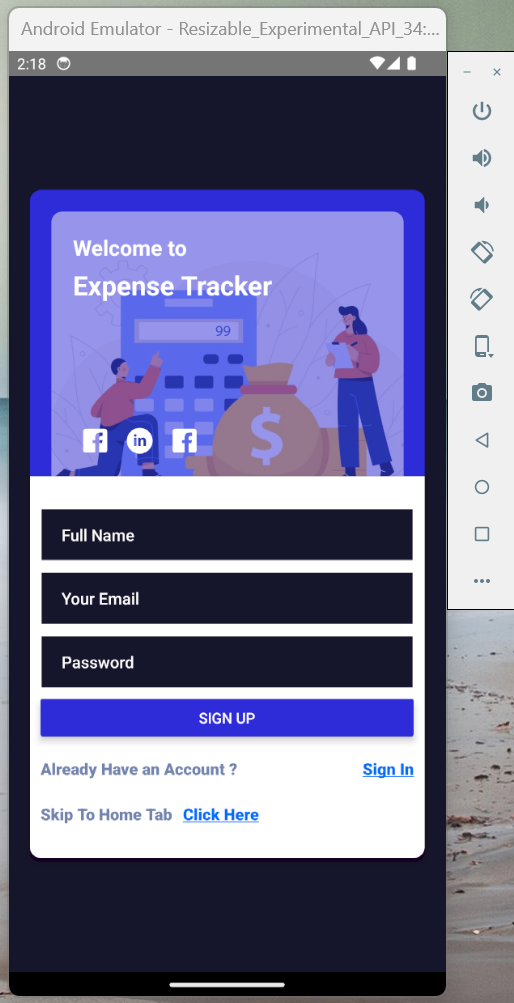 Android Emulator - Resizable_Experimental_API_34:...
2:18
Welcome to
Expense Tracker
99
$
in
Full Name
Your Email
Password
SIGN UP
Already Have an Account ? Sign In
Skip To Home Tab Click Here